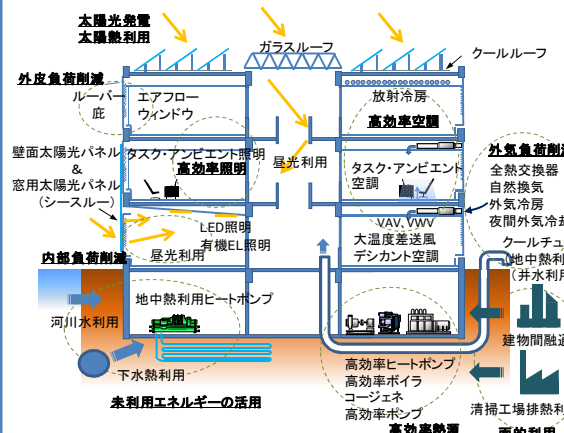 太陽光発電
太陽熱利用
ガラスルーフ
クールルーフ
外皮負荷削減
ルーバー
庇
エアフロー
ウィンドウ
放射冷房
高効率空調
壁面太陽光パネル
&
窓用太陽光パネル
(シースルー)
タスク・アンビエント照明
高効率照明
昼光利用
タスク・アンビエント
空調
外気負荷削減
全熱交換器
自然換気
外気冷房
夜間外気冷却
LED照明
有機EL照明
昼光利用
VAV, VWV
大温度差送風
デシカント空調
クールチュ
(地中熱利
(井水利用
内部負荷削減
河川水利用
地中熱利用ヒートポンプ
下水熱利用
未利用エネルギーの活用
高効率ヒートポンプ
高効率ボイラ
コージェネ
高効率ポンプ
高効率熱源
建物間融通
清掃工場排熱利
面的利用